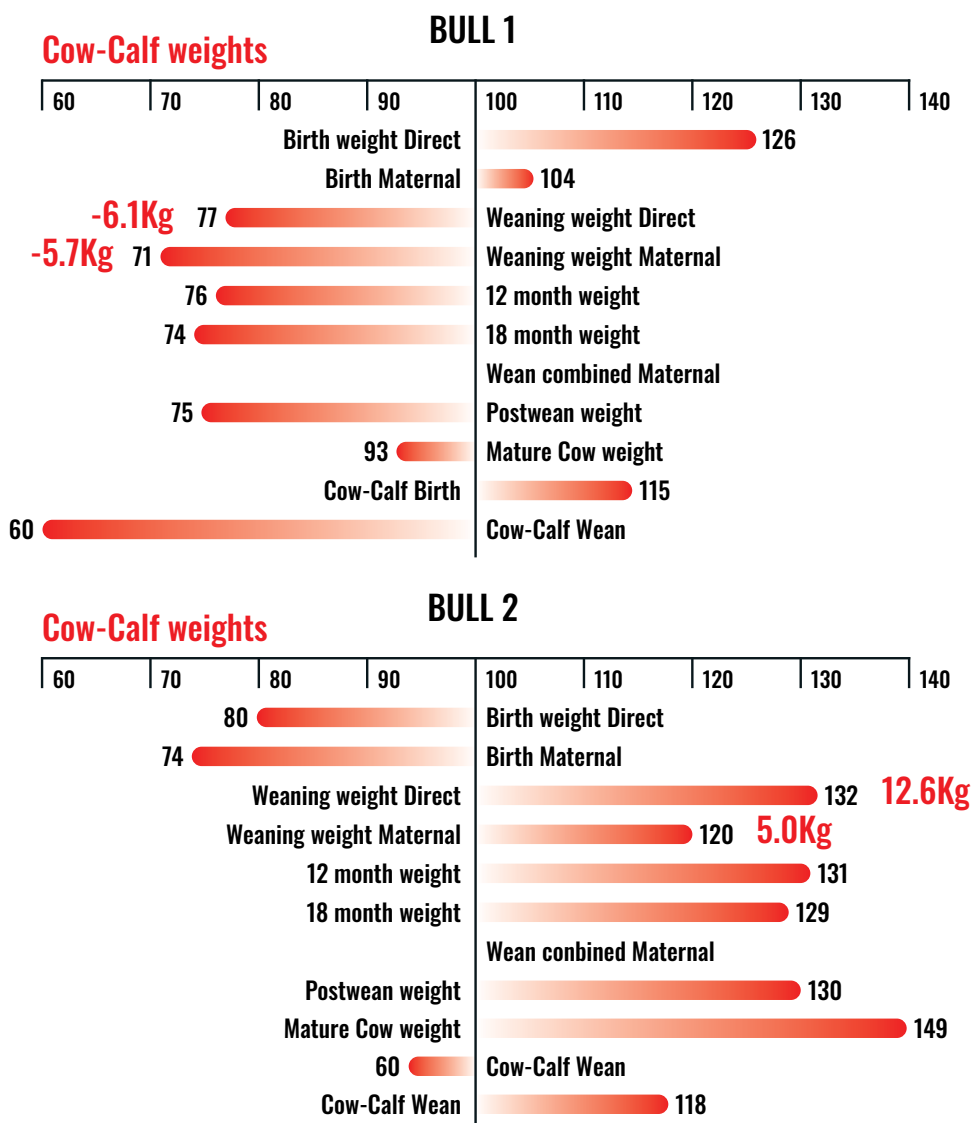 BULL 1
Cow-Calf weights
60 70 80 90 100 110 120 130 140
Birth weight Direct 126
Birth Maternal 104
-6.1Kg 77 Weaning weight Direct
-5.7Kg 71 Weaning weight Maternal
76 12 month weight
74 18 month weight
Wean combined Maternal
75 Postwean weight
93 Mature Cow weight
Cow-Calf Birth 115
60 Cow-Calf Wean
BULL 2
Cow-Calf weights
60 70 80 90 100 110 120 130 140
80 Birth weight Direct
74 Birth Maternal
Weaning weight Direct 132 12.6Kg
Weaning weight Maternal 120 5.0Kg
12 month weight 131
18 month weight 129
Wean conbined Maternal
Postwean weight 130
Mature Cow weight 149
60 Cow-Calf Wean
Cow-Calf Wean 118